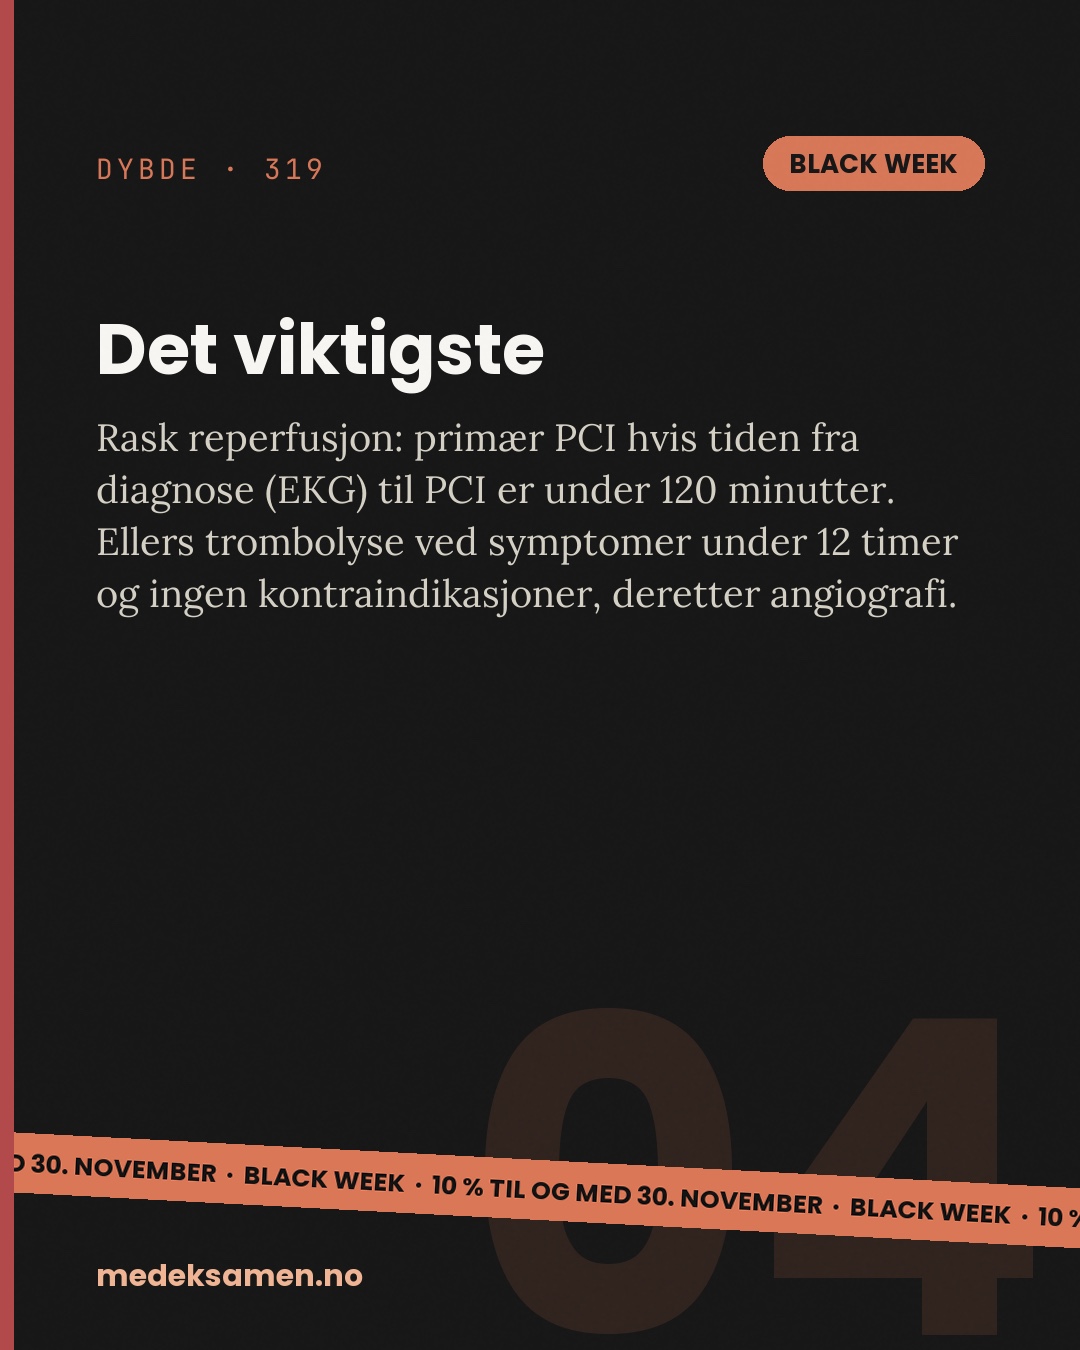 DYBDE · 319
BLACK WEEK
Det viktigste
Rask reperfusjon: primær PCI hvis tiden fra
diagnose (EKG) til PCI er under 120 minutter.
Ellers trombolyse ved symptomer under 12 timer
og ingen kontraindikasjoner, deretter angiografi.
04
D 30. NOVEMBER · BLACK WEEK · 10 % TIL OG MED 30. NOVEMBER · BLACK WEEK · 10 %
medeksamen.no